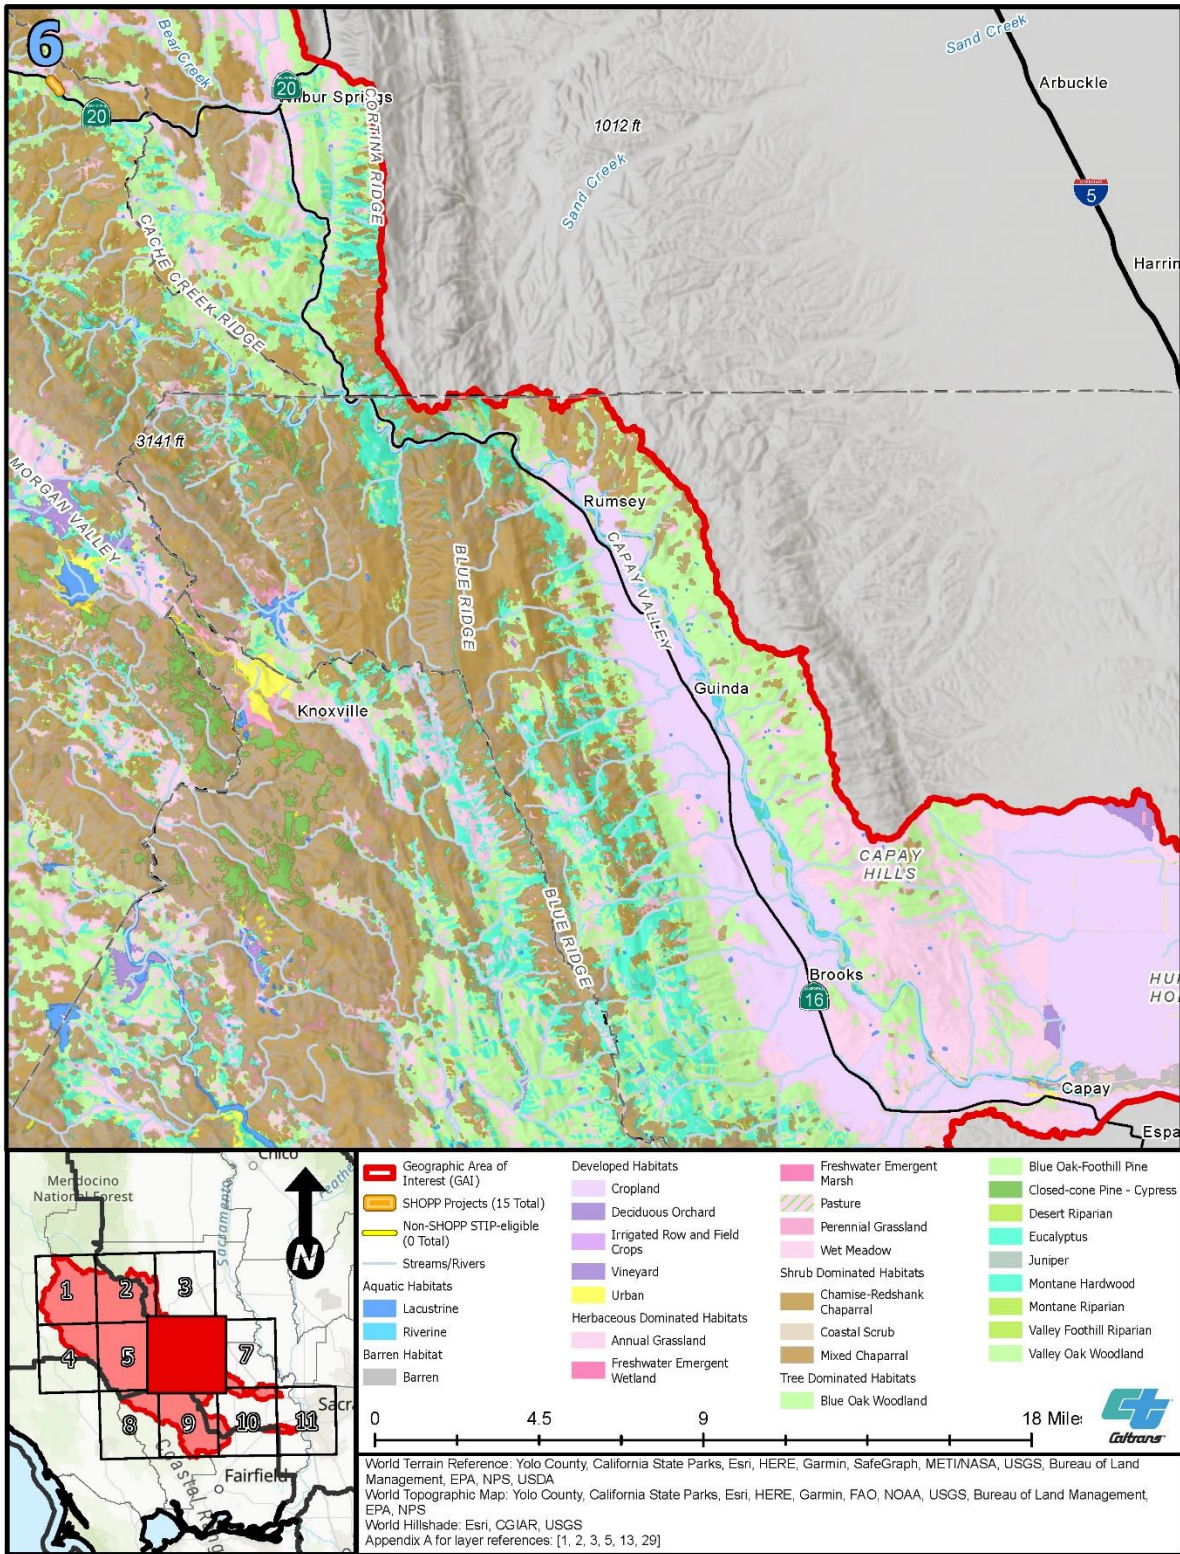 6
Bear Creek
20
20
Wilbur Springs
CORTINA RIDGE
1012 ft
Sand Creek
Sand Creek
Arbuckle
5
Harrin
CACHE CREEK RIDGE
3141 ft
MORGAN VALLEY
Rumsey
CAPAY VALLEY
BLUE RIDGE
Guinda
Knoxville
CAPAY
HILLS
BLUE RIDGE
Brooks
16
HU
HO
Capay
Espa
Chico
Mendocino
National Forest
Sacramento
Feather
N
1
2
3
4
5
7
8
9
10
11
Sacra
Coastal Rang
Fairfield
Geographic Area of
Interest (GAI)
SHOPP Projects (15 Total)
Non-SHOPP STIP-eligible
(0 Total)
Streams/Rivers
Aquatic Habitats
Lacustrine
Riverine
Barren Habitat
Barren
Developed Habitats
Cropland
Deciduous Orchard
Irrigated Row and Field
Crops
Vineyard
Urban
Herbaceous Dominated Habitats
Annual Grassland
Freshwater Emergent
Wetland
Freshwater Emergent
Marsh
Pasture
Perennial Grassland
Wet Meadow
Shrub Dominated Habitats
Chamise-Redshank
Chaparral
Coastal Scrub
Mixed Chaparral
Tree Dominated Habitats
Blue Oak Woodland
Blue Oak-Foothill Pine
Closed-cone Pine - Cypress
Desert Riparian
Eucalyptus
Juniper
Montane Hardwood
Montane Riparian
Valley Foothill Riparian
Valley Oak Woodland
0 4.5 9 18 Miles
Caltrans
World Terrain Reference: Yolo County, California State Parks, Esri, HERE, Garmin, SafeGraph, METI/NASA, USGS, Bureau of Land
Management, EPA, NPS, USDA
World Topographic Map: Yolo County, California State Parks, Esri, HERE, Garmin, FAO, NOAA, USGS, Bureau of Land Management,
EPA, NPS
World Hillshade: Esri, CGIAR, USGS
Appendix A for layer references: [1, 2, 3, 5, 13, 29]